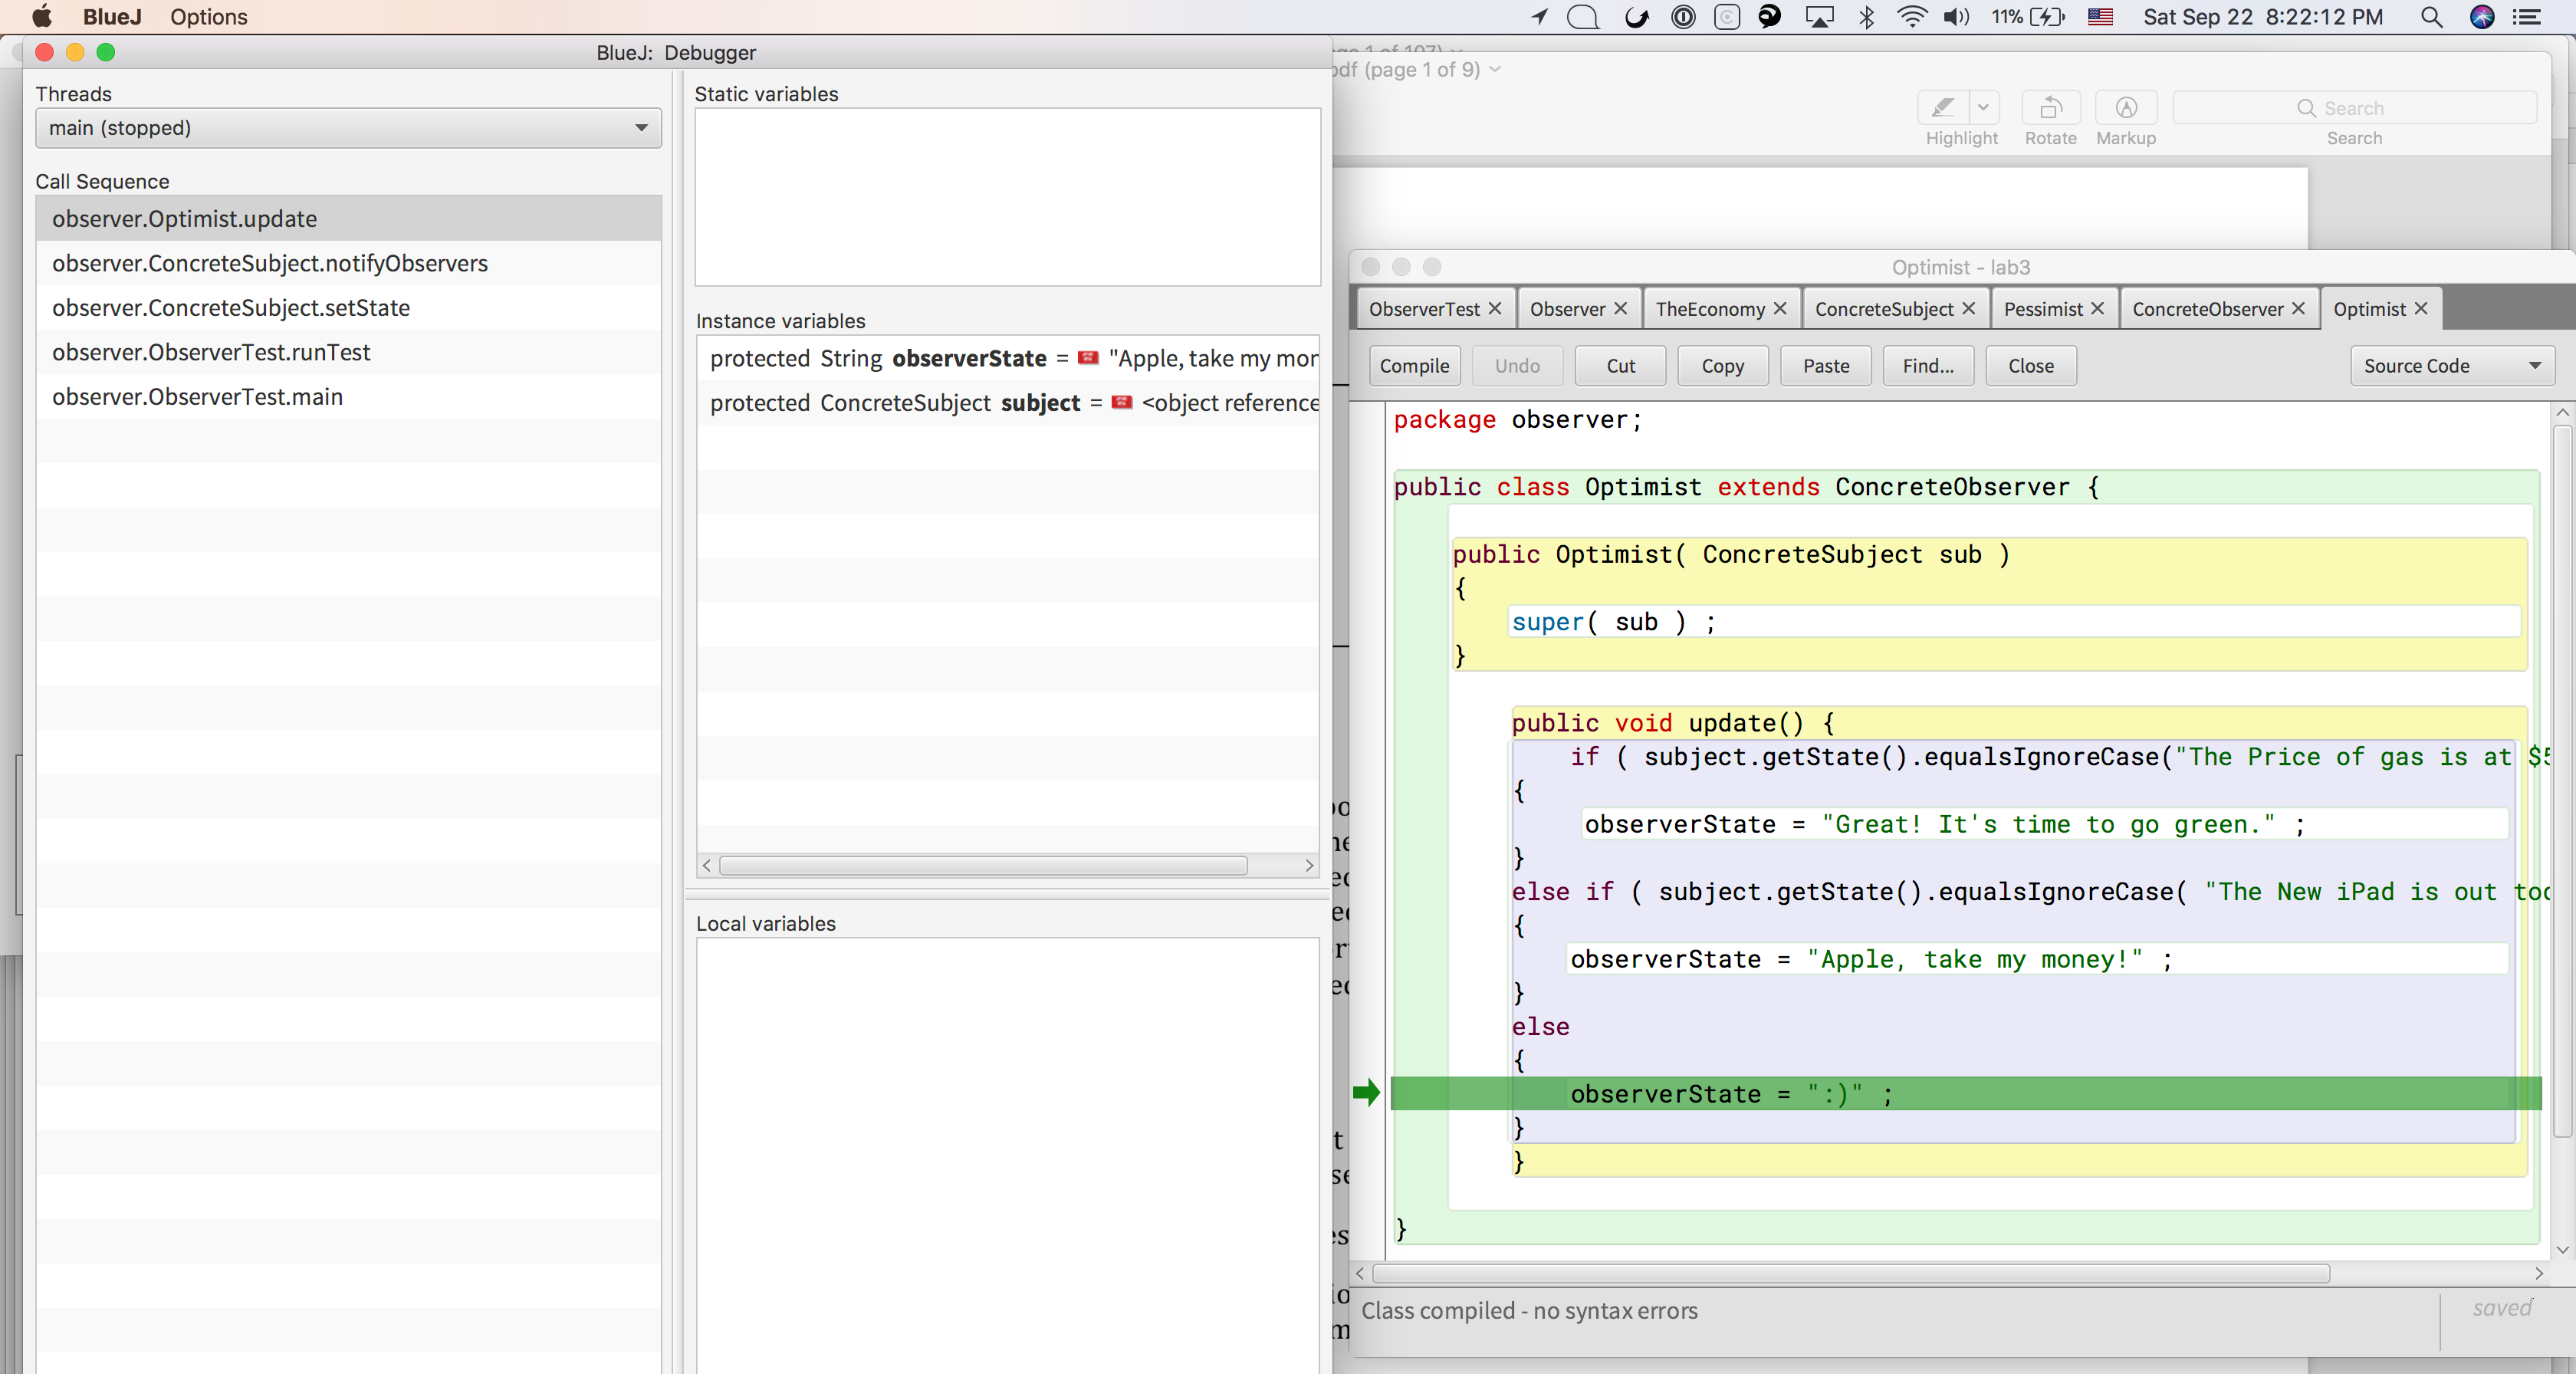 BlueJ Options
11% Sat Sep 22 8:22:12 PM
BlueJ: Debugger
Threads
main (stopped)
Call Sequence
observer.Optimist.update
observer.ConcreteSubject.notifyObservers
observer.ConcreteSubject.setState
observer.ObserverTest.runTest
observer.ObserverTest.main
Static variables
Instance variables
protected String observerState = "Apple, take my
protected ConcreteSubject subject = <object reference
Local variables
(page 1 of 9)
Search
Highlight Rotate Markup Search
Optimist - lab3
ObserverTest Observer TheEconomy ConcreteSubject Pessimist ConcreteObserver Optimist
Compile Undo Cut Copy Paste Find... Close Source Code
package observer;
public class Optimist extends ConcreteObserver {
public Optimist( ConcreteSubject sub )
{
super( sub ) ;
}
public void update() {
if ( subject.getState().equalsIgnoreCase("The Price of gas is at
{
observerState = "Great! It's time to go green." ;
}
else if ( subject.getState().equalsIgnoreCase( "The New iPad is out
{
observerState = "Apple, take my money!" ;
}
else
{
observerState = ":)" ;
}
}
}
Class compiled - no syntax errors
saved